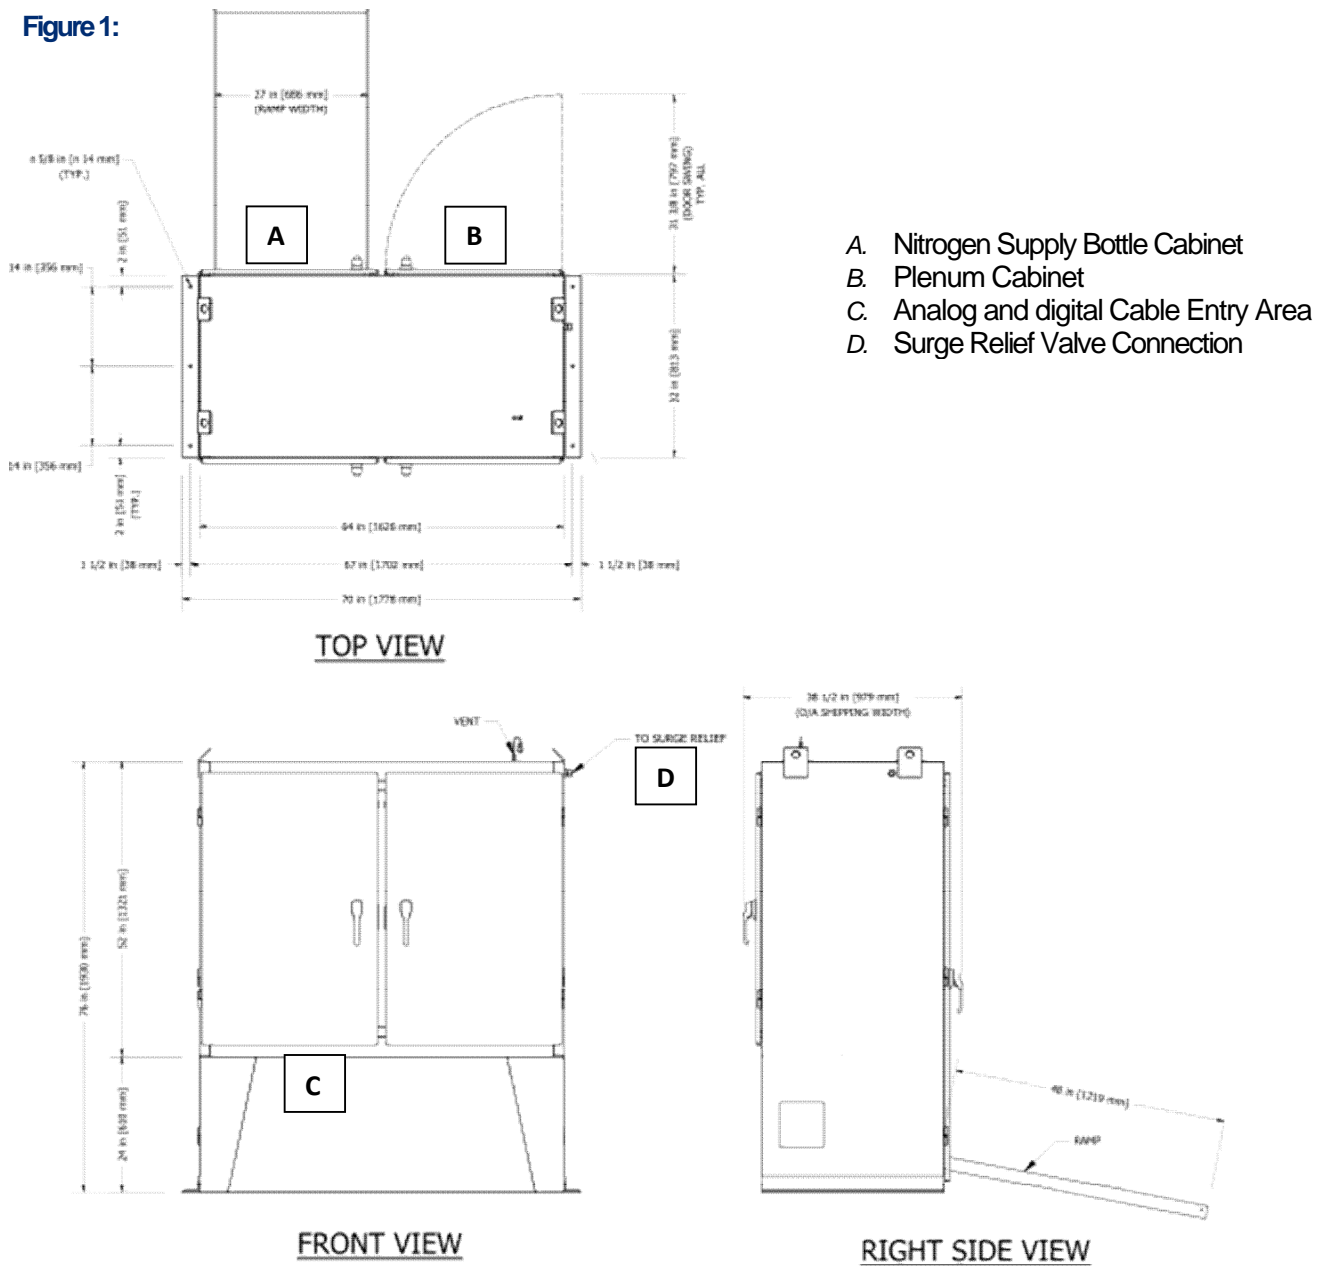 Figure 1:
27 in [686 mm]
(RAMP WIDTH)
n 5/8 in [n 14 mm]
(TYP.)
2 in [51 mm]
31 3/8 in [797 mm]
(DOOR SWING)
TYP. ALL
A
B
14 in [356 mm]
32 in [813 mm]
14 in [356 mm]
2 in [51 mm]
(TYP.)
64 in [1626 mm]
1 1/2 in [38 mm]
67 in [1702 mm]
1 1/2 in [38 mm]
70 in [1778 mm]
TOP VIEW
A. Nitrogen Supply Bottle Cabinet
B. Plenum Cabinet
C. Analog and digital Cable Entry Area
D. Surge Relief Valve Connection
VENT
TO SURGE RELIEF
D
52 in [1321 mm]
76 in [1930 mm]
24 in [610 mm]
C
FRONT VIEW
38 1/2 in [979 mm]
(O/A SHIPPING WIDTH)
48 in [1219 mm]
RAMP
RIGHT SIDE VIEW